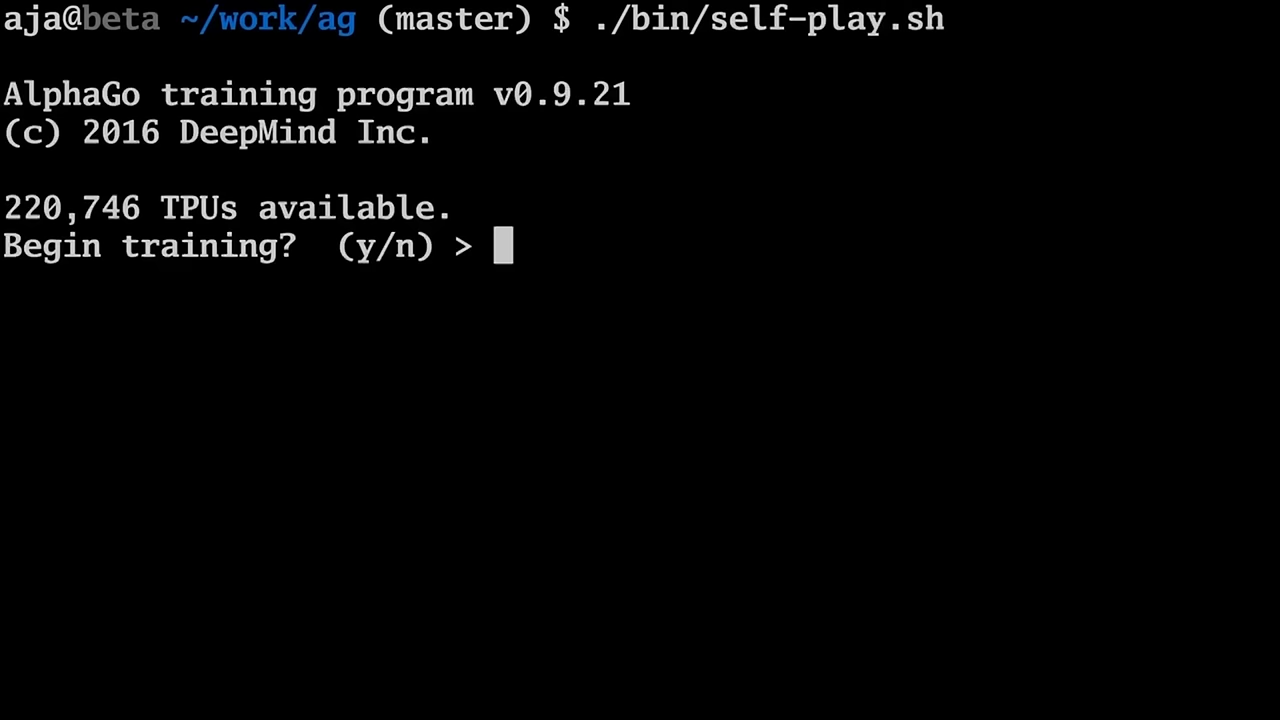 aja@beta ~/work/ag (master) $ ./bin/self-play.sh
AlphaGo training program v0.9.21
(c) 2016 DeepMind Inc.
220,746 TPUs available.
Begin training?  (y/n) >